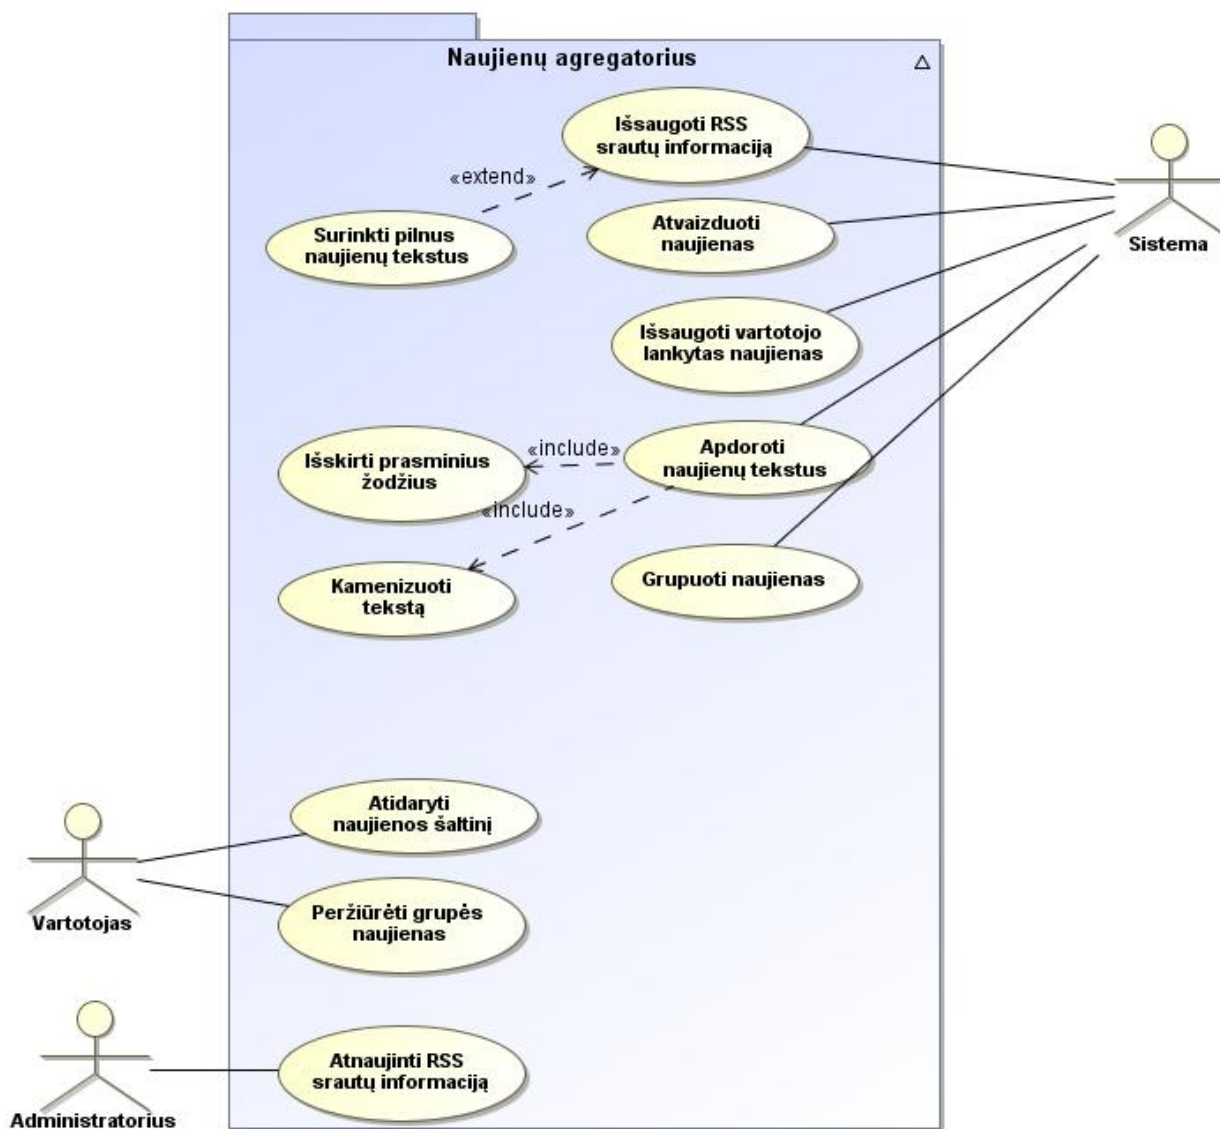 Naujienų agregatorius
Išsaugoti RSS
srautų informaciją
«extend»
Surinkti pilnus
naujienų tekstus
Atvaizduoti
naujienas
Sistema
Išsaugoti vartotojo
lankytas naujienas
Išskirti prasminius
žodžius
«include»
Apdoroti
naujienų tekstus
«include»
Kamenizuoti
tekstą
Grupuoti naujienas
Atidaryti
naujienos šaltinį
Vartotojas
Peržiūrėti grupės
naujienas
Atnaujinti RSS
srautų informaciją
Administratorius